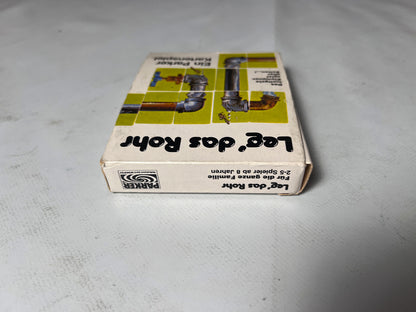 Leg' das Rohr
Ein Parker
Kartenspiel
Leg' das Rohr
Für die ganze Familie
2-5 Spieler ab 8 Jahren
PARKER